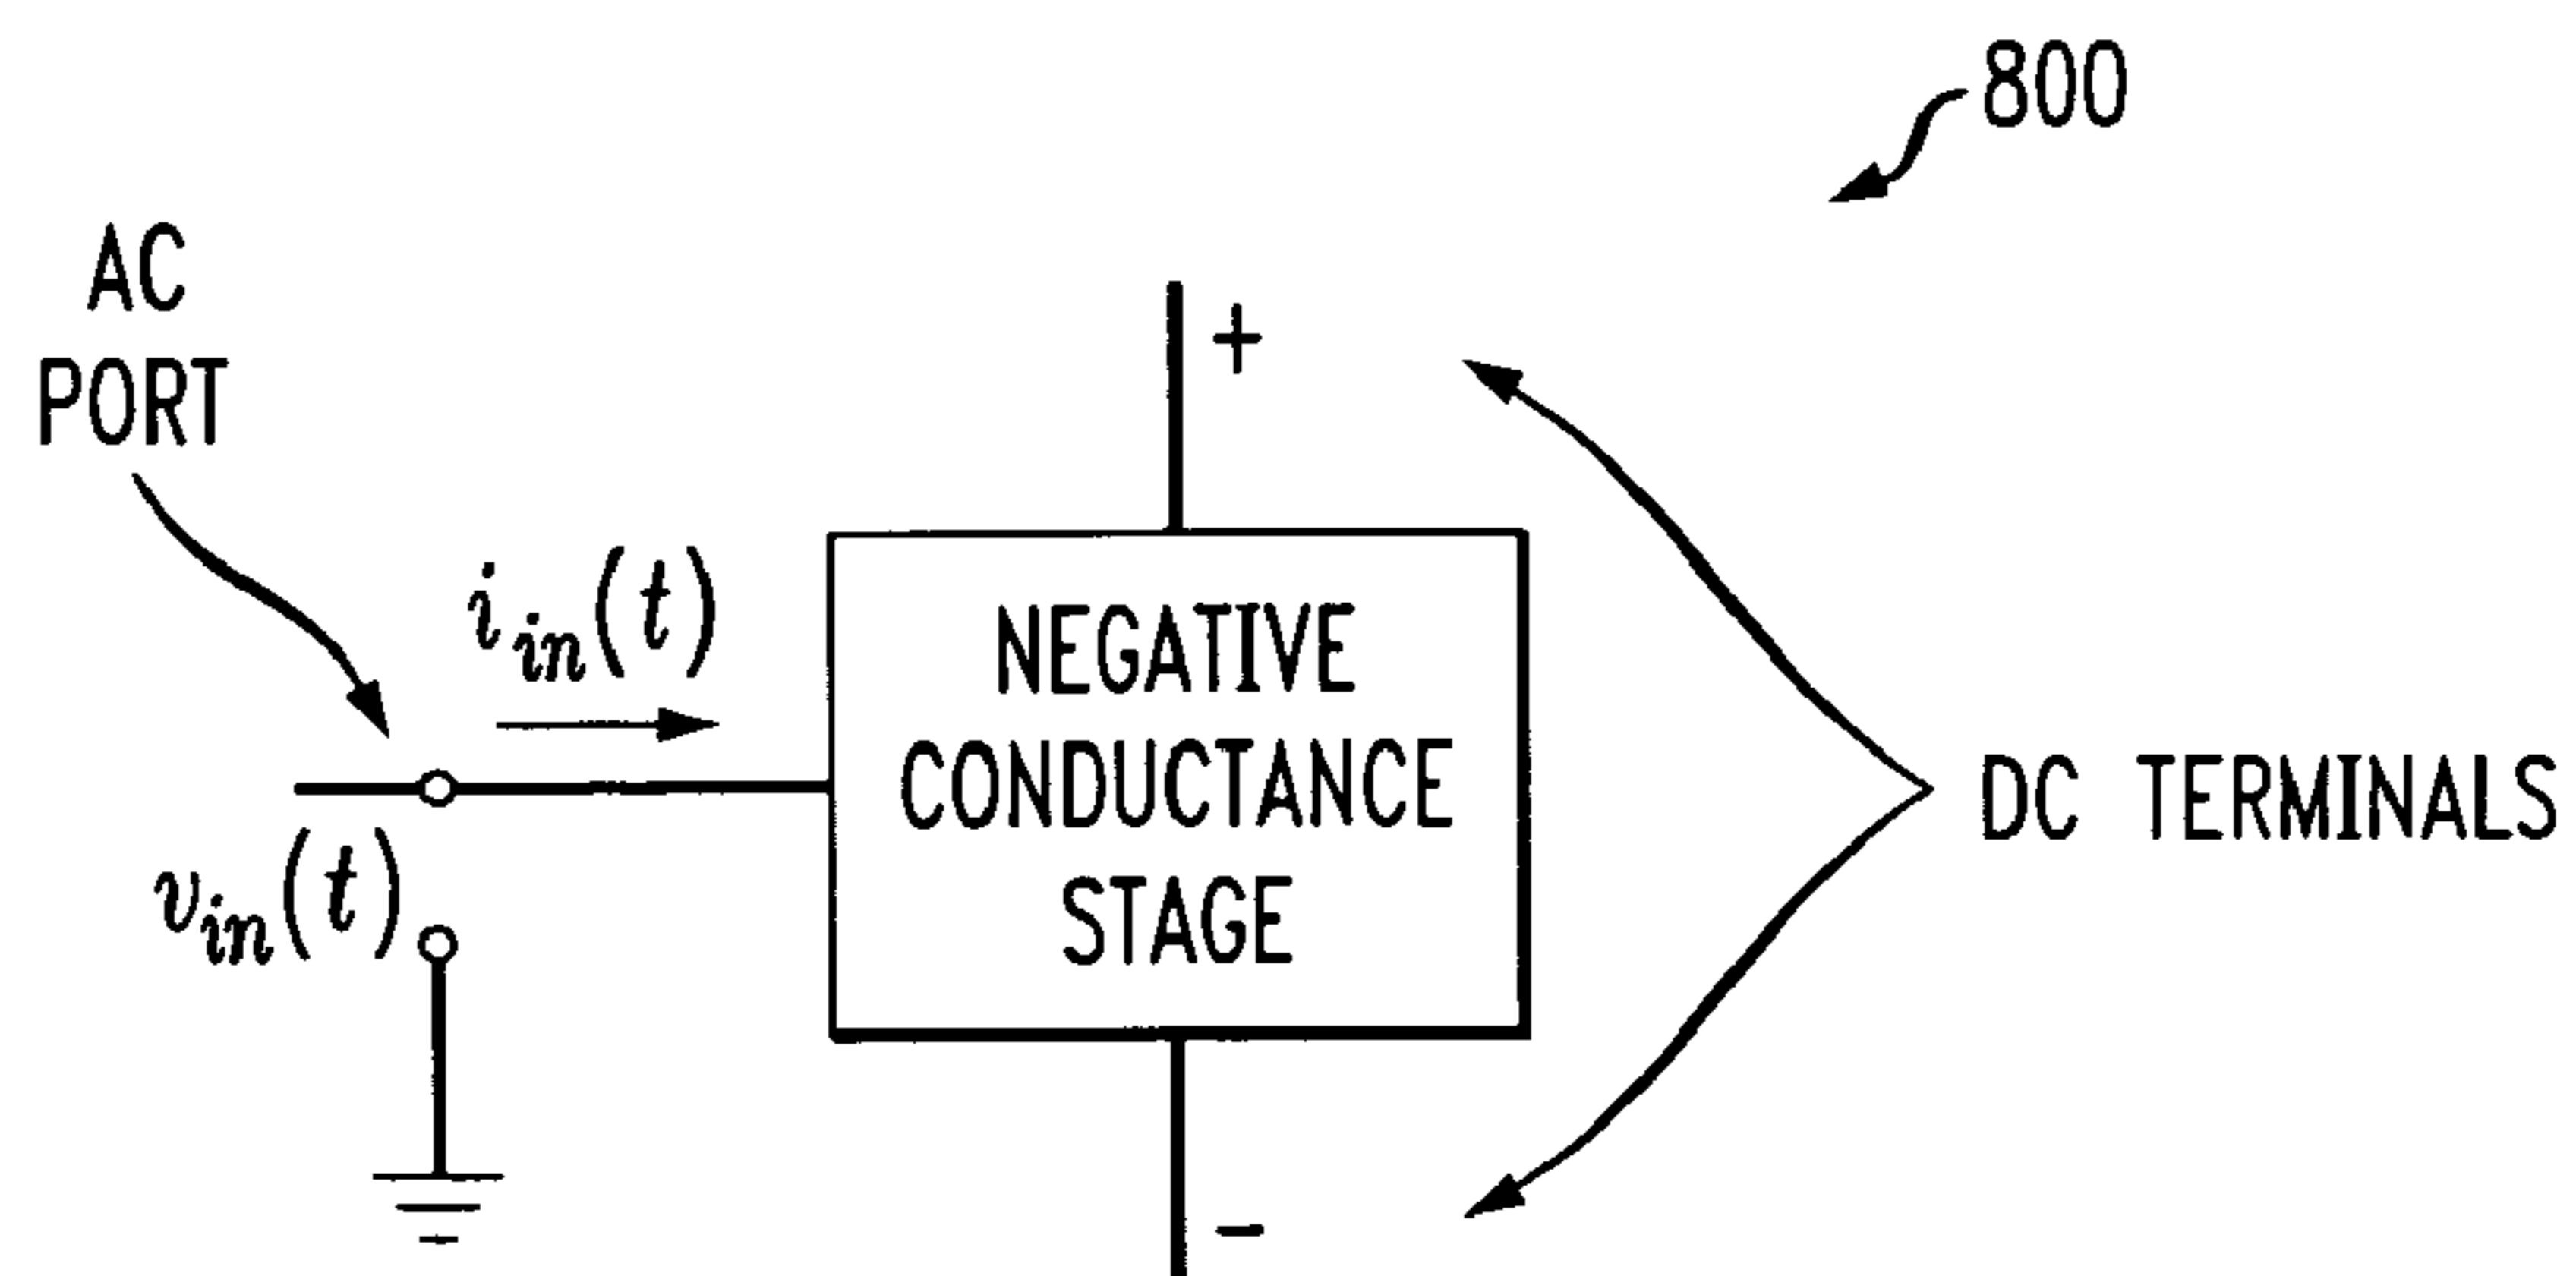 800
AC
PORT
+
i_in(t)
NEGATIVE
CONDUCTANCE
STAGE
DC TERMINALS
v_in(t)
-